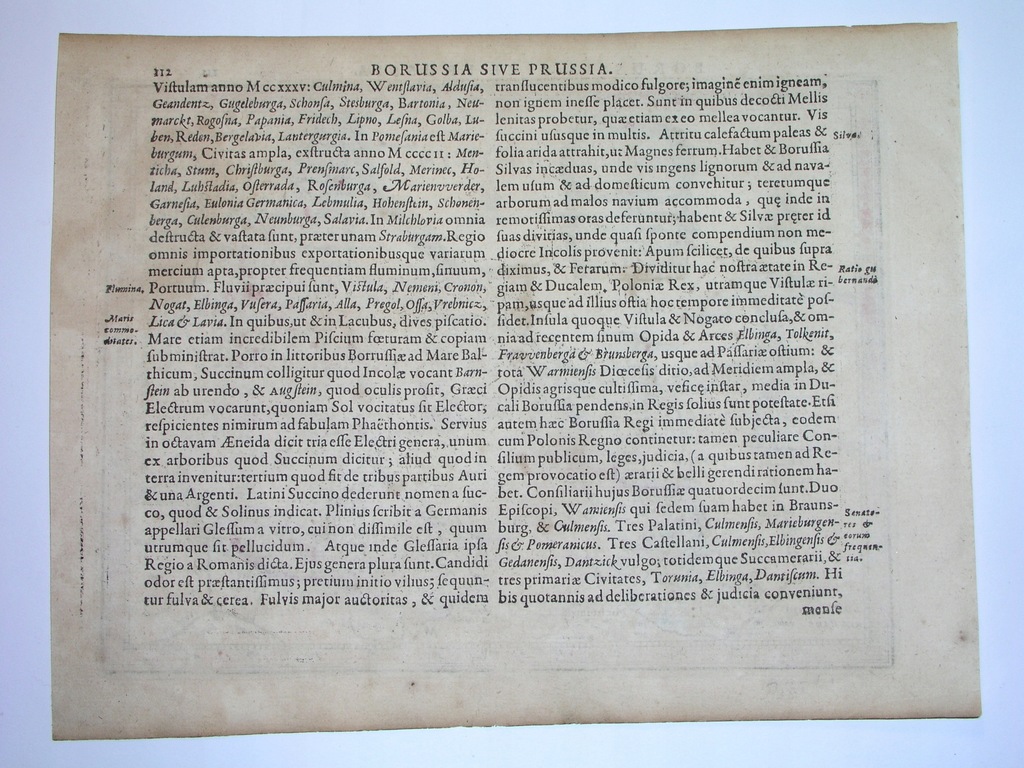 112
BORUSSIA SIVE PRUSSIA.
Vistulam anno M ccxxxv: Culmina, Wentslavia, Aldusia,
Geandentz, Gugeleburga, Schonsa, Stesburga, Bartonia, Neu-
marckt, Rogosna, Papania, Fridech, Lipno, Lesna, Golba, Lu-
ben, Reden, Bergelavia, Lantergurgia. In Pomesania est Marie-
burgum, Civitas ampla, exstructa anno M cccc ii: Men-
ticha, Stum, Christburga, Prensmarc, Salfold, Merinec, Ho-
land, Luhstadia, Osterrada, Rosenburga, Marienvverder,
Garnesia, Eulonia Germanica, Lebmulia, Hohenstein, Schonen-
berga, Culenburga, Neunburga, Salavia. In Milchlovia omnia
destructa & vastata sunt, præter unam Straburgam. Regio
omnis importationibus exportationibusque variarum
mercium apta, propter frequentiam fluminum, sinuum,
Flumina,
Portuum. Fluvii præcipui sunt, Vistula, Nemeni, Cronon,
Nogat, Elbinga, Vusera, Passaria, Alla, Pregol, Ossa, Vrebnicz,
Maris
commo-
ditates.
Lica & Lavia. In quibus, ut & in Lacubus, dives piscatio.
Mare etiam incredibilem Piscium fœturam & copiam
subministrat. Porro in littoribus Borrussiæ ad Mare Bal-
thicum, Succinum colligitur quod Incolæ vocant Barn-
stein ab urendo, & Augstein, quod oculis prosit, Græci
Electrum vocarunt, quoniam Sol vocitatus sit Elector;
respicientes nimirum ad fabulam Phaëthontis. Servius
in octavam Æneida dicit tria esse Electri genera, unum
ex arboribus quod Succinum dicitur; aliud quod in
terra invenitur: tertium quod fit de tribus partibus Auri
& una Argenti. Latini Succino dederunt nomen a suc-
co, quod & Solinus indicat. Plinius scribit a Germanis
appellari Glessum a vitro, cui non dissimile est, quum
utrumque sit pellucidum. Atque inde Glessaria ipsa
Regio a Romanis dicta. Ejus genera plura sunt. Candidi
odor est præstantissimus; pretium initio vilius; sequun-
tur fulva & cerea. Fulvis major auctoritas, & quidem
translucentibus modico fulgore; imaginē enim igneam,
non ignem inesse placet. Sunt in quibus decocti Mellis
lenitas probetur, quæ etiam ex eo mellea vocantur. Vis
succini ususque in multis. Attritu calefactum paleas &
Silva.
folia arida attrahit, ut Magnes ferrum. Habet & Borussia
Silvas incæduas, unde vis ingens lignorum & ad nava-
lem usum & ad domesticum convehitur; teretumque
arborum ad malos navium accommoda, quę inde in
remotissimas oras deferuntur; habent & Silvæ pręter id
suas divitias, unde quasi sponte compendium non me-
diocre Incolis provenit: Apum scilicet, de quibus supra
diximus, & Ferarum. Dividitur hac nostra ætate in Re-
Ratio gu
bernandi.
giam & Ducalem, Poloniæ Rex, utramque Vistulæ ri-
pam, usque ad illius ostia hoc tempore immediatè pos-
sidet. Insula quoque Vistula & Nogato conclusa, & om-
nia ad recentem sinum Opida & Arces Elbinga, Tolkenit,
Fravvenberga & Brunsberga, usque ad Passariæ ostium: &
tota Warmiensis Diœcesis ditio, ad Meridiem ampla, &
Opidis agrisque cultissima, vesicę instar, media in Du-
cali Borussia pendens, in Regis solius sunt potestate. Etsi
autem hæc Borussia Regi immediatè subjecta, eodem
cum Polonis Regno continetur: tamen peculiare Con-
silium publicum, leges, judicia, (a quibus tamen ad Re-
gem provocatio est) ærarii & belli gerendi rationem ha-
bet. Consiliarii hujus Borussiæ quatuordecim sunt. Duo
Episcopi, Wamiensis qui sedem suam habet in Brauns-
burg, & Culmensis. Tres Palatini, Culmensis, Marieburgen-
Senato-
res &
eorum
frequen-
tia.
sis & Pomeranicus. Tres Castellani, Culmensis, Elbingensis &
Gedanensis, Dantzick vulgo; totidemque Succamerarii, &
tres primariæ Civitates, Torunia, Elbinga, Dantiscum. Hi
bis quotannis ad deliberationes & judicia conveniunt,
mense